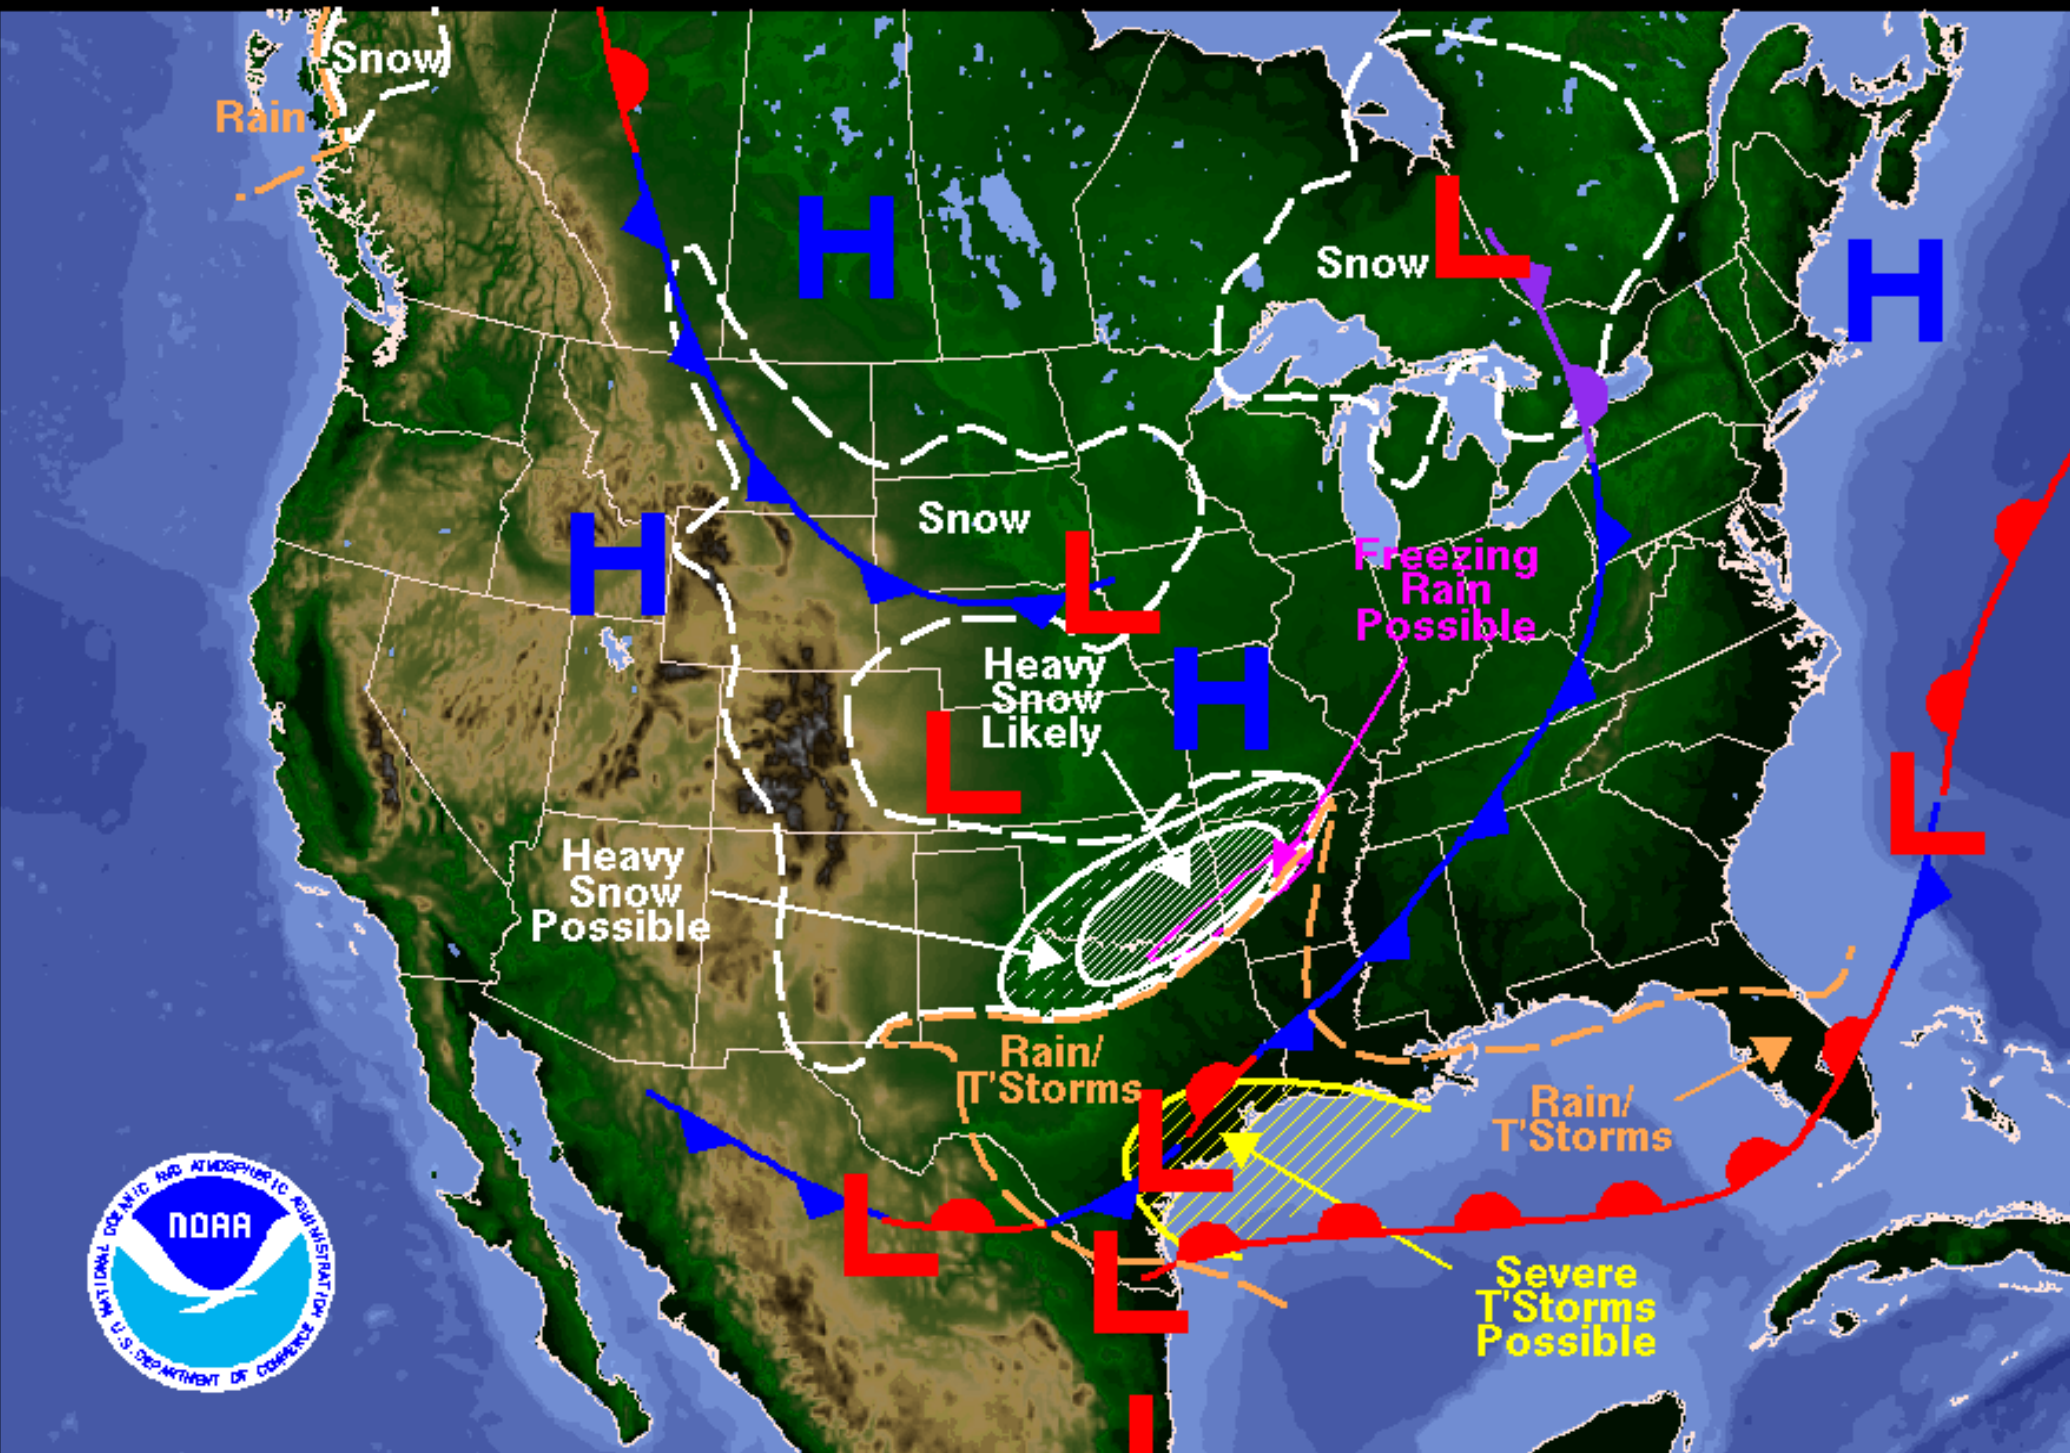 Snow
Rain
H
L
Snow
H
Snow
L
H
Freezing
Rain
Possible
Heavy
Snow
Likely
H
L
L
Heavy
Snow
Possible
Rain/
T'Storms
Rain/
T'Storms
L
L
L
Severe
T'Storms
Possible
NATIONAL OCEANIC AND ATMOSPHERIC ADMINISTRATION
NOAA
U.S. DEPARTMENT OF COMMERCE